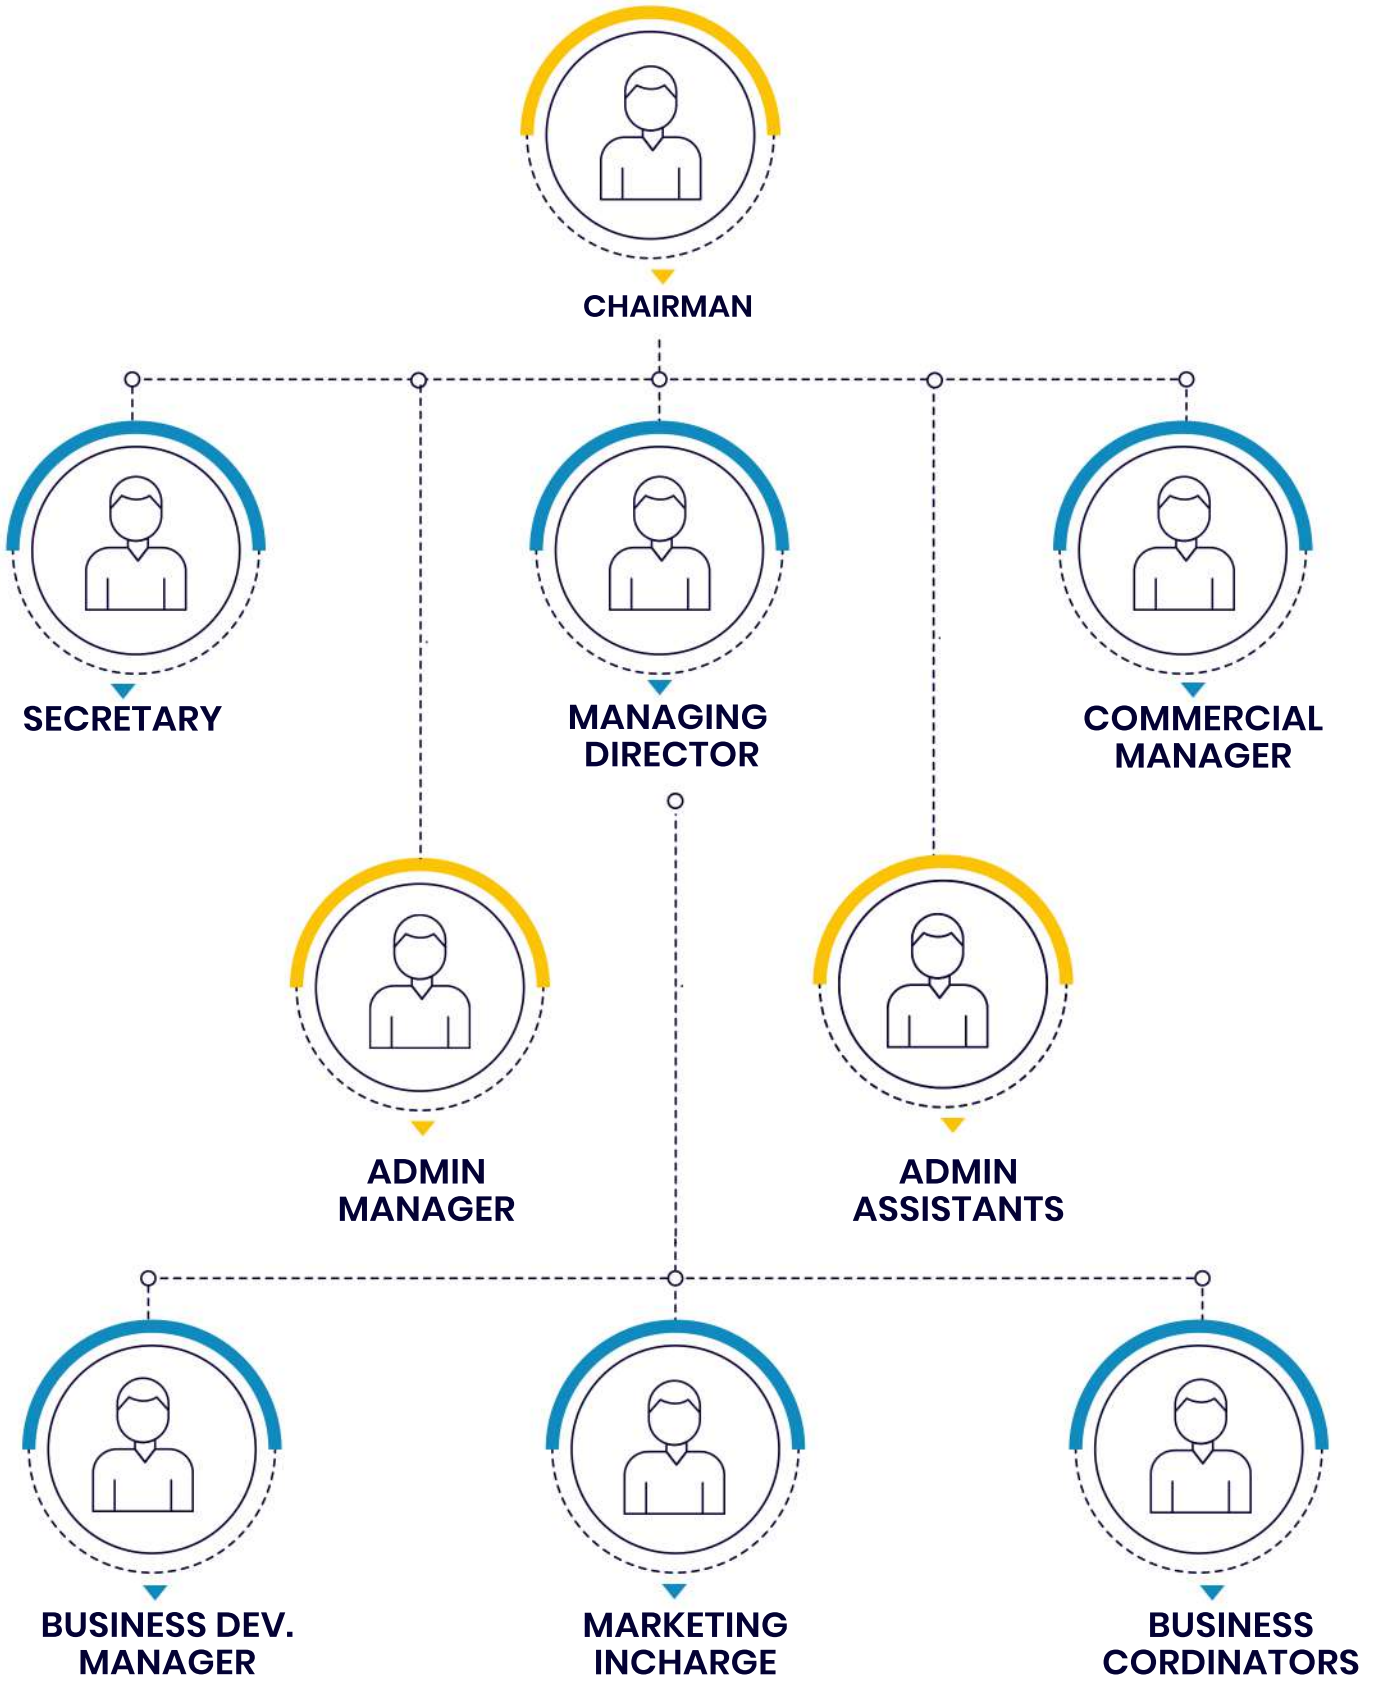 CHAIRMAN
SECRETARY
MANAGING
DIRECTOR
COMMERCIAL
MANAGER
ADMIN
MANAGER
ADMIN
ASSISTANTS
BUSINESS DEV.
MANAGER
MARKETING
INCHARGE
BUSINESS
CORDINATORS